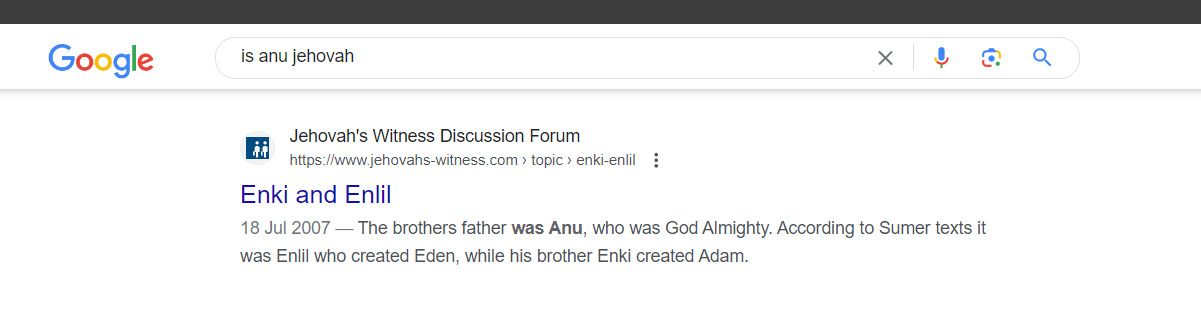 Google
is anu jehovah
Jehovah's Witness Discussion Forum
https://www.jehovahs-witness.com › topic › enki-enlil
Enki and Enlil
18 Jul 2007 — The brothers father was Anu, who was God Almighty. According to Sumer texts it
was Enlil who created Eden, while his brother Enki created Adam.